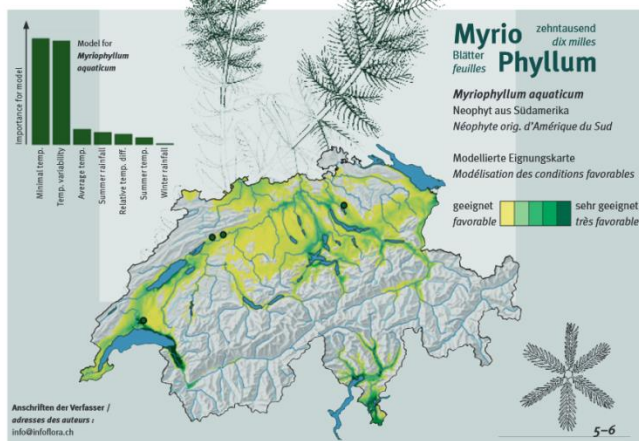 Importance for model
Model for
Myriophyllum
aquaticum
Minimal temp.
Temp. variability
Average temp.
Summer rainfall
Relative temp. diff.
Summer temp.
Winter rainfall
Myrio zehntausend
dix milles
Blätter
feuilles Phyllum
Myriophyllum aquaticum
Neophyt aus Südamerika
Néophyte orig. d'Amérique du Sud
Modellierte Eignungskarte
Modélisation des conditions favorables
geeignet sehr geeignet
favorable très favorable
Anschriften der Verfasser /
adresses des auteurs :
info@infoflora.ch
5–6